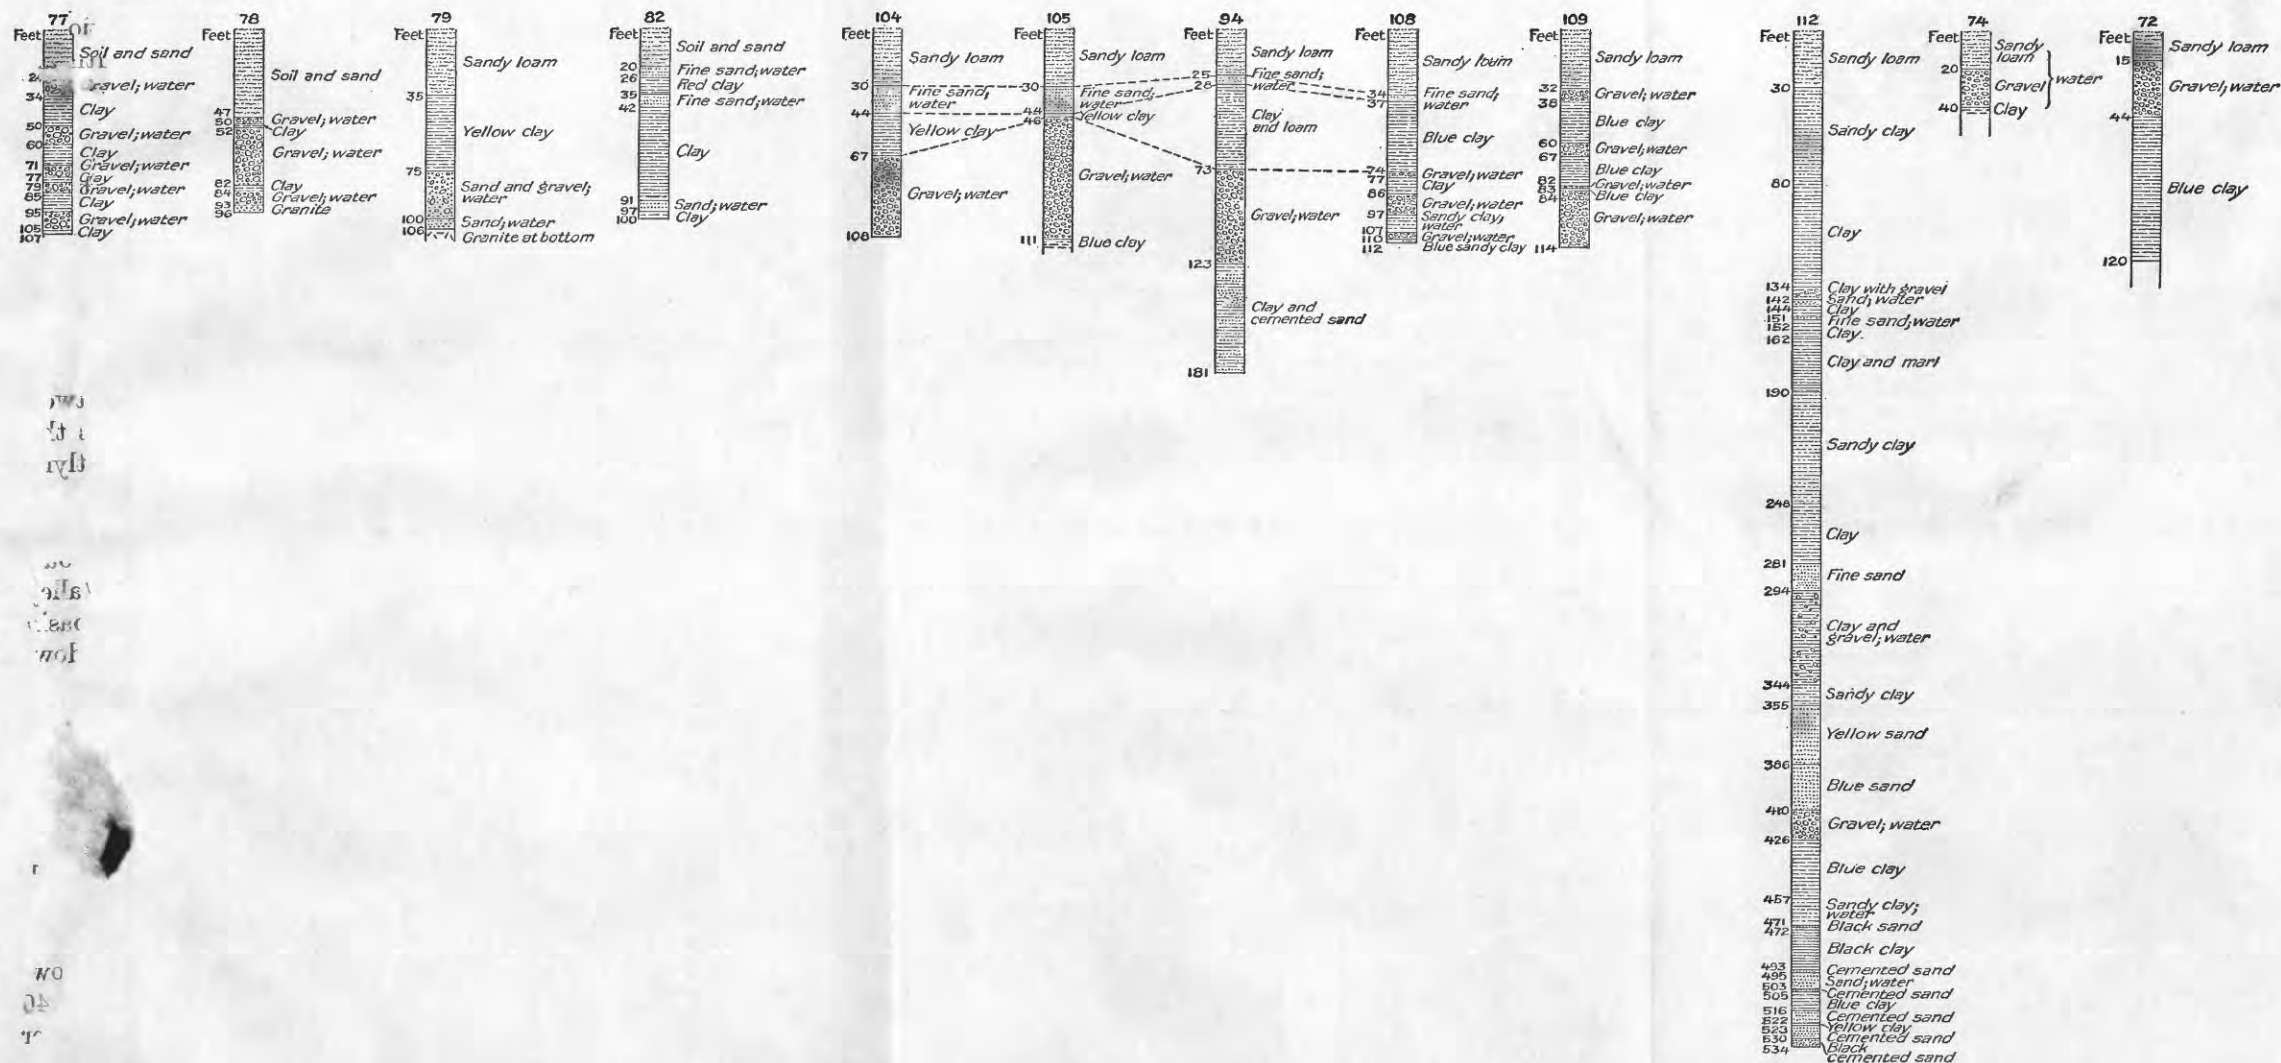 77
Feet
Soil and sand
24
Gravel; water
34
Clay
50
Gravel; water
60
Clay
71
Gravel; water
77
Clay
79
Gravel; water
85
Clay
95
Gravel; water
105
Clay
107
78
Feet
Soil and sand
47
Gravel; water
50
Clay
52
Gravel; water
82
Clay
84
Gravel; water
93
Granite
96
79
Feet
Sandy loam
35
Yellow clay
75
Sand and gravel;
water
100
Sand; water
106
Granite at bottom
82
Feet
Soil and sand
20
Fine sand; water
26
Red clay
35
Fine sand; water
42
Clay
91
Sand; water
97
Clay
100
104
Feet
Sandy loam
30
Fine sand;
water
44
Yellow clay
67
Gravel; water
108
105
Feet
Sandy loam
30
Fine sand;
water
44
Yellow clay
46
Gravel; water
111
Blue clay
94
Feet
Sandy loam
25
Fine sand;
water
28
Clay
and loam
73
Gravel; water
123
Clay and
cemented sand
181
108
Feet
Sandy loam
34
Fine sand;
water
37
Blue clay
74
Gravel; water
77
Clay
86
Gravel; water
97
Sandy clay;
water
107
Gravel; water
110
Blue sandy clay
112
109
Feet
Sandy loam
32
Gravel; water
38
Blue clay
60
Gravel; water
67
Blue clay
82
Gravel; water
83
Blue clay
84
Gravel; water
114
112
Feet
Sandy loam
30
Sandy clay
80
Clay
134
Clay with gravel
142
Sand; water
144
Clay
151
Fine sand; water
152
Clay.
162
Clay and marl
190
Sandy clay
248
Clay
281
Fine sand
294
Clay and
gravel; water
344
Sandy clay
355
Yellow sand
386
Blue sand
410
Gravel; water
426
Blue clay
457
Sandy clay;
water
471
Black sand
472
Black clay
493
Cemented sand
495
Sand; water
503
Cemented sand
505
Blue clay
516
Cemented sand
522
Yellow clay
523
Cemented sand
530
Black
cemented sand
534
74
Feet
Sandy
loam
20
Gravel
water
40
Clay
72
Feet
Sandy loam
15
Gravel; water
44
Blue clay
120